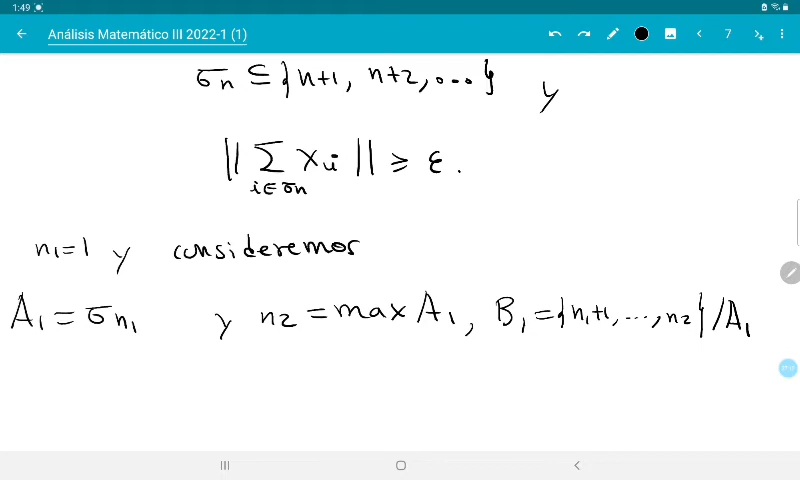 1:49
Análisis Matemático III 2022-1 (1)
7
σn ⊆ {n+1, n+2, ...} y
|| Σ xi || ≥ ε.
i∈σn
n1=1 y consideremos
A1 = σn1 y n2 = max A1, B1 = {n1+1, ..., n2} / A1